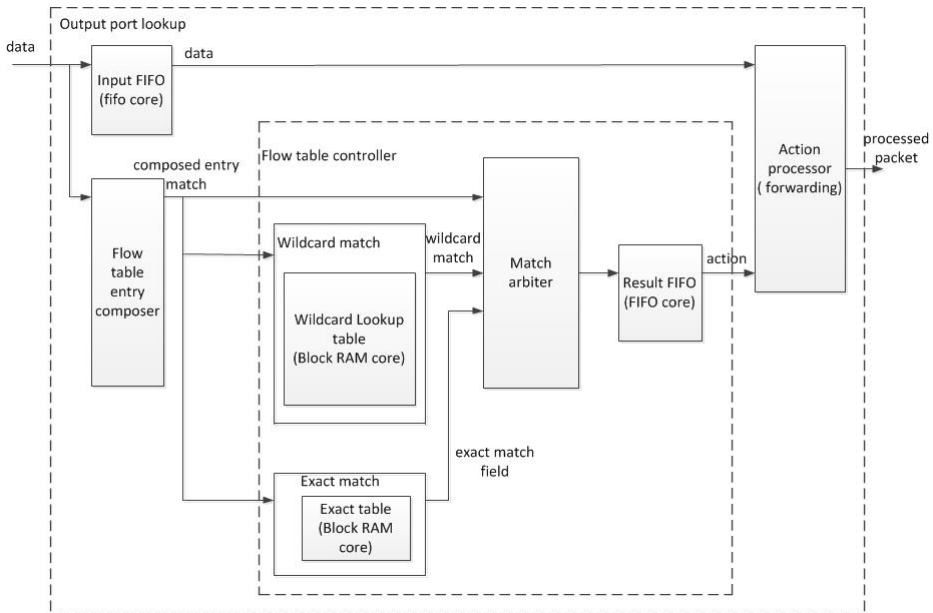 Output port lookup
data
data
Input FIFO
(fifo core)
Action
processor
( forwarding)
processed
packet
composed entry
match
Flow table controller
Flow
table
entry
composer
Wildcard match
wildcard
match
Wildcard Lookup
table
(Block RAM core)
Match
arbiter
Result FIFO
(FIFO core)
action
exact match
field
Exact match
Exact table
(Block RAM
core)